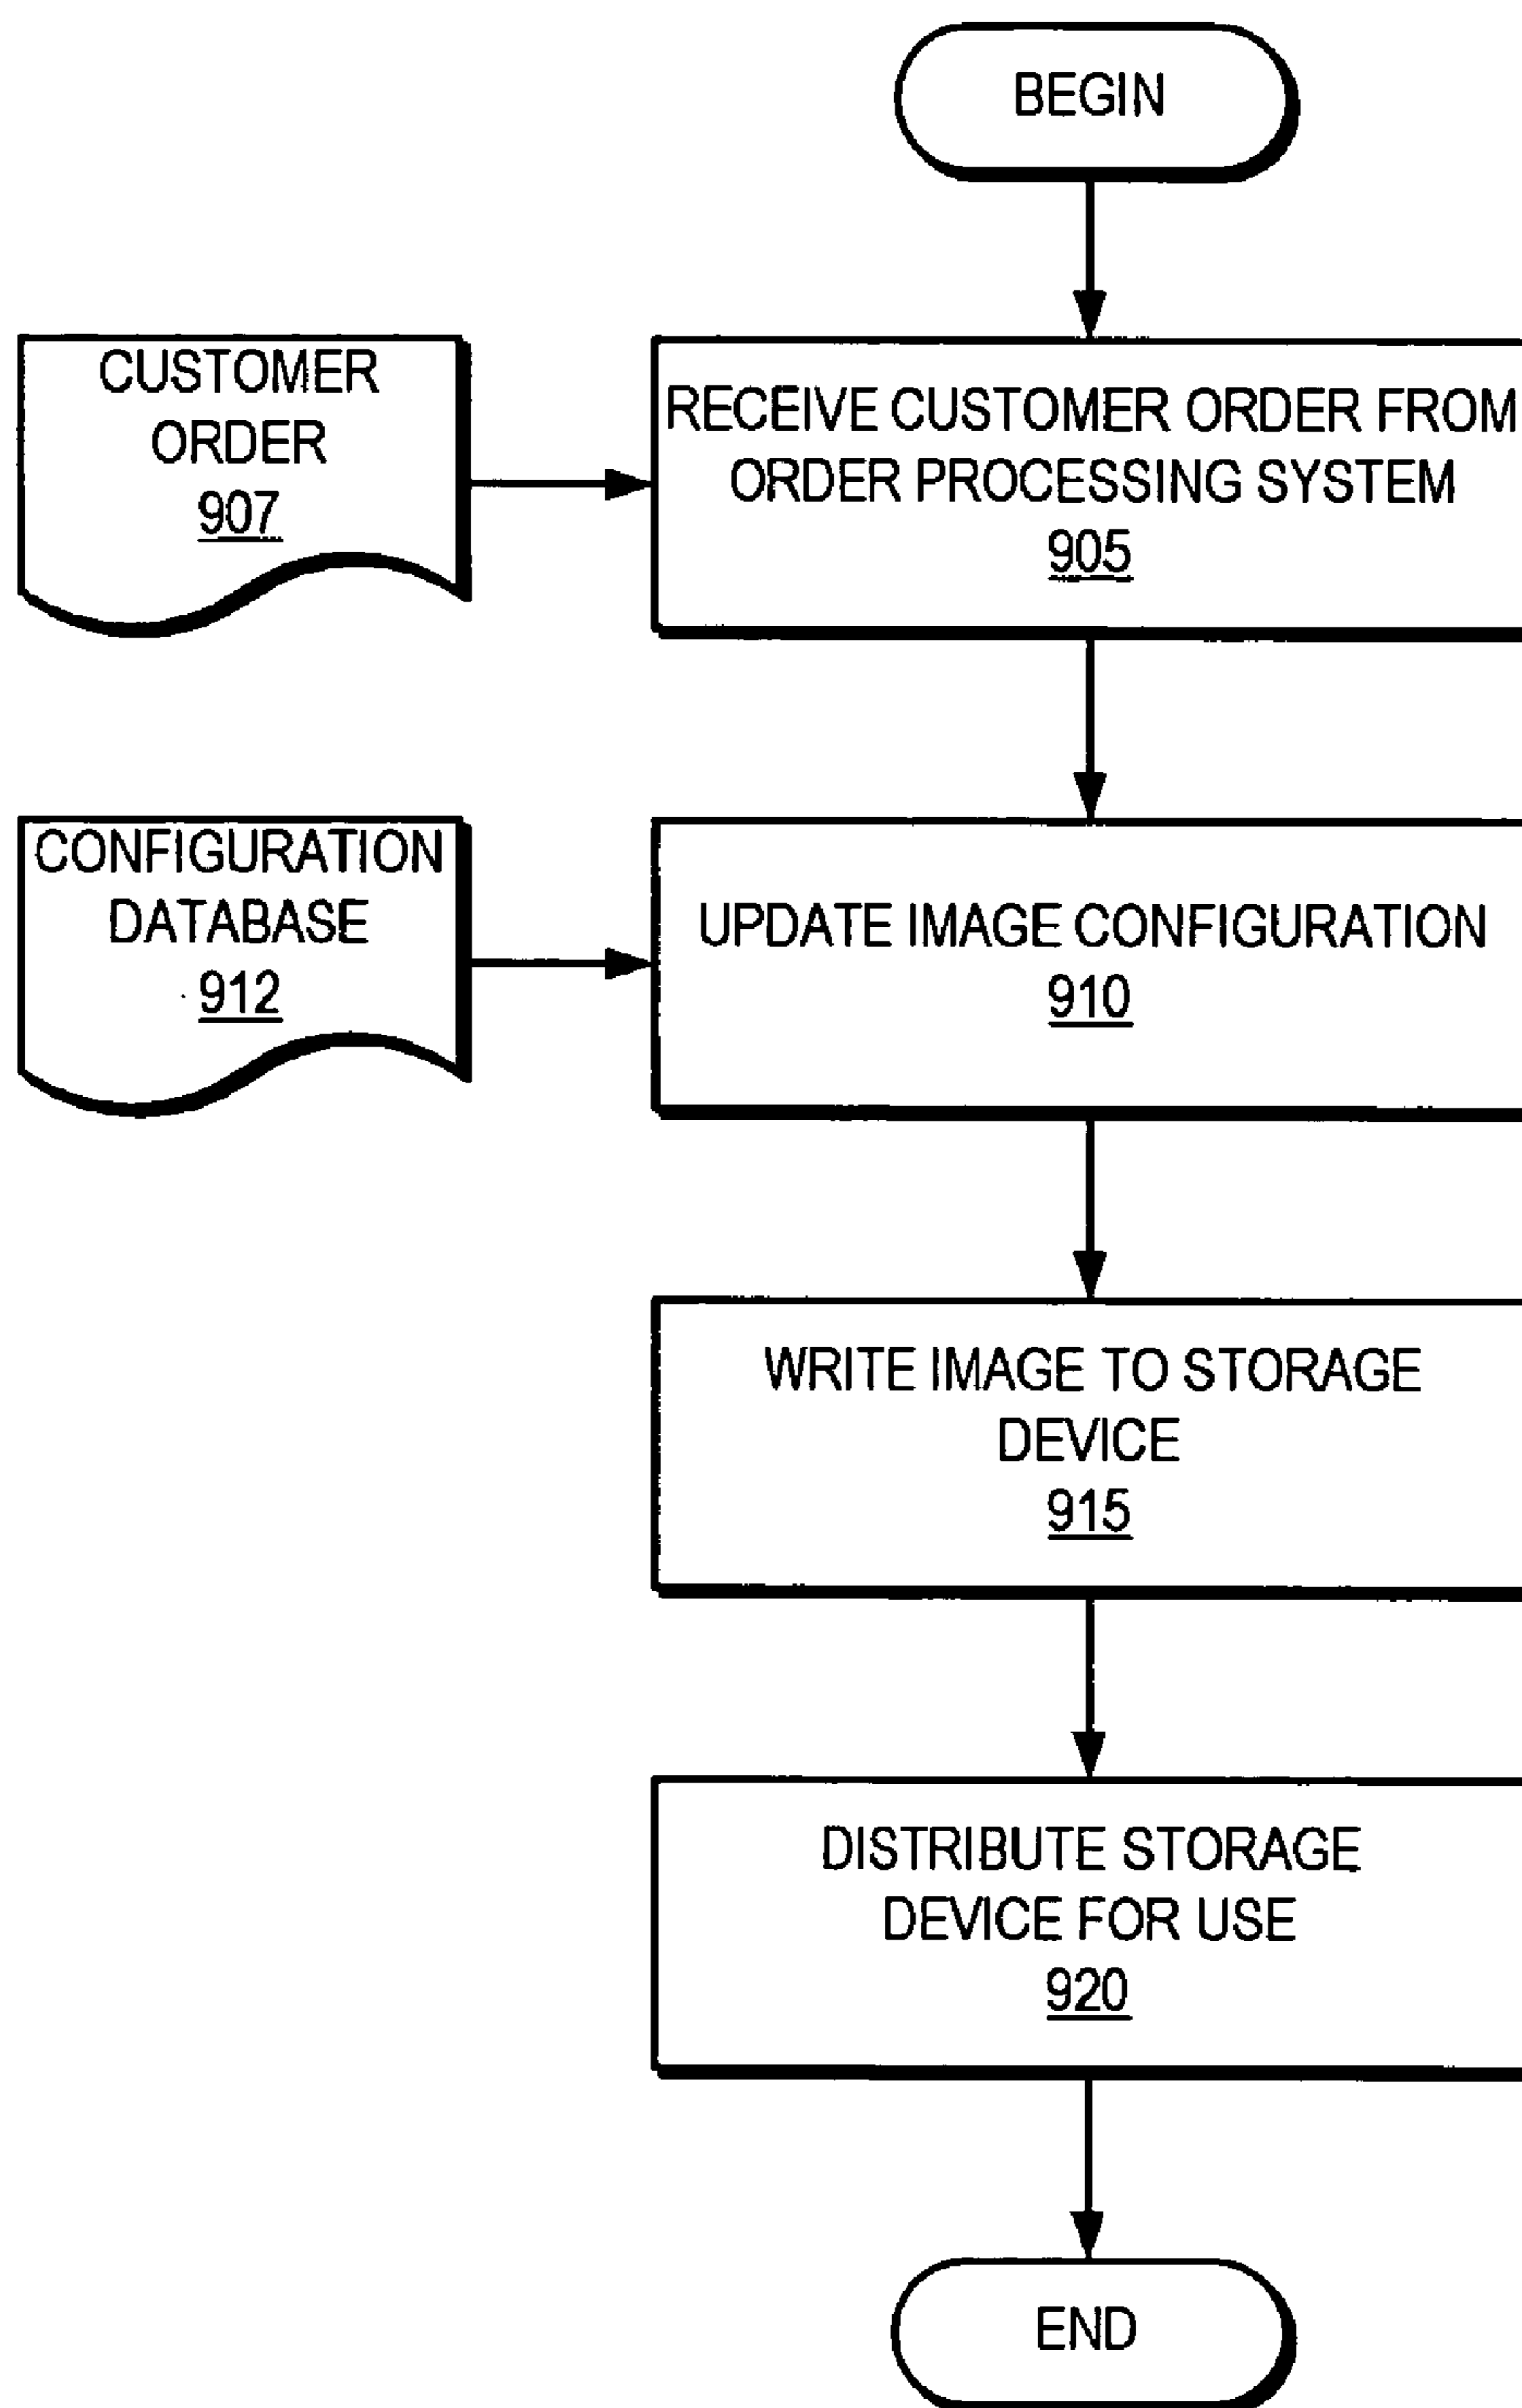 BEGIN
CUSTOMER
ORDER
907
RECEIVE CUSTOMER ORDER FROM
ORDER PROCESSING SYSTEM
905
CONFIGURATION
DATABASE
912
UPDATE IMAGE CONFIGURATION
910
WRITE IMAGE TO STORAGE
DEVICE
915
DISTRIBUTE STORAGE
DEVICE FOR USE
920
END